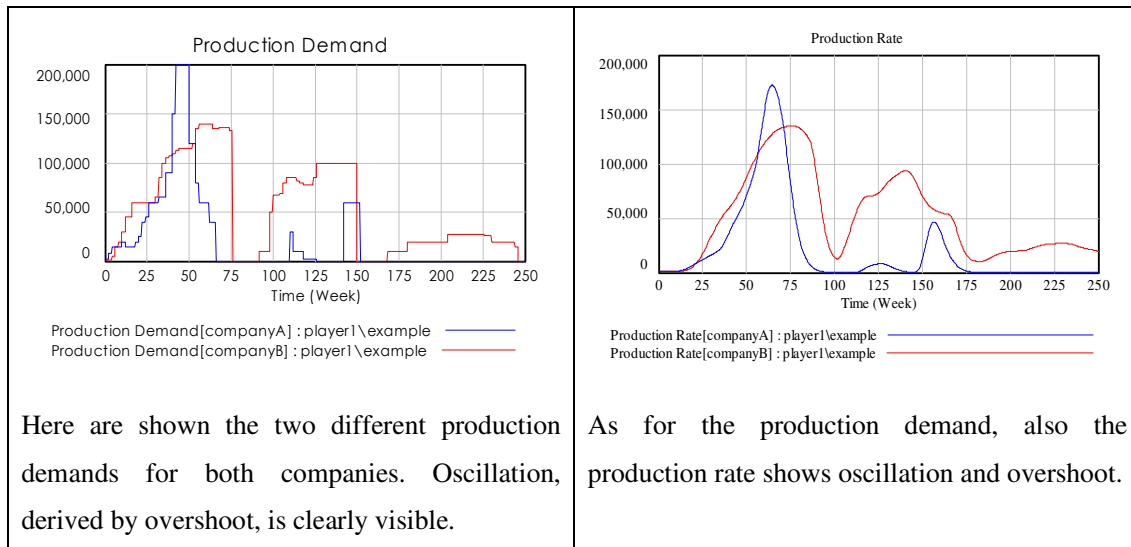 Production Demand
200,000
150,000
100,000
50,000
0
0 25 50 75 100 125 150 175 200 225 250
Time (Week)
Production Demand[companyA] : player1\example
Production Demand[companyB] : player1\example
Here are shown the two different production
demands for both companies. Oscillation,
derived by overshoot, is clearly visible.
Production Rate
200,000
150,000
100,000
50,000
0
0 25 50 75 100 125 150 175 200 225 250
Time (Week)
Production Rate[companyA] : player1\example
Production Rate[companyB] : player1\example
As for the production demand, also the
production rate shows oscillation and overshoot.